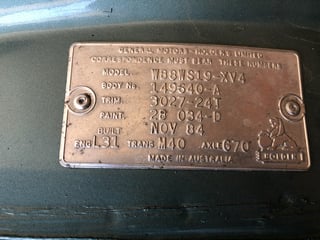 GENERAL MOTORS-HOLDEN'S LIMITED
CORRESPONDENCE MUST BEAR THESE NUMBERS
MODEL W88WS19-XV4
BODY No. 149640-A
TRIM. 3027-24T
PAINT. 2B 034-D
BUILT NOV 84
ENG L31 TRANS M40 AXLE G70
MADE IN AUSTRALIA
HOLDEN